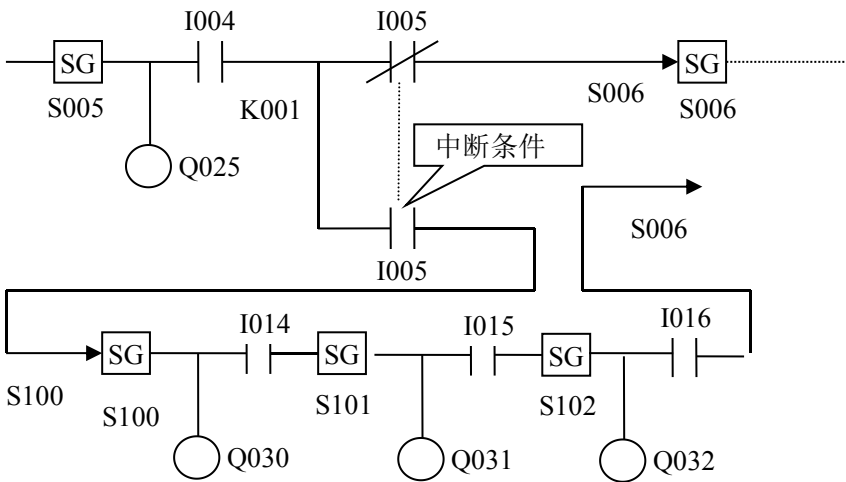 I004 I005
SG SG
S005 K001 S006 S006
Q025
中断条件
S006
I005
I014 I015 I016
SG SG SG
S100 S100 S101 S102
Q030 Q031 Q032